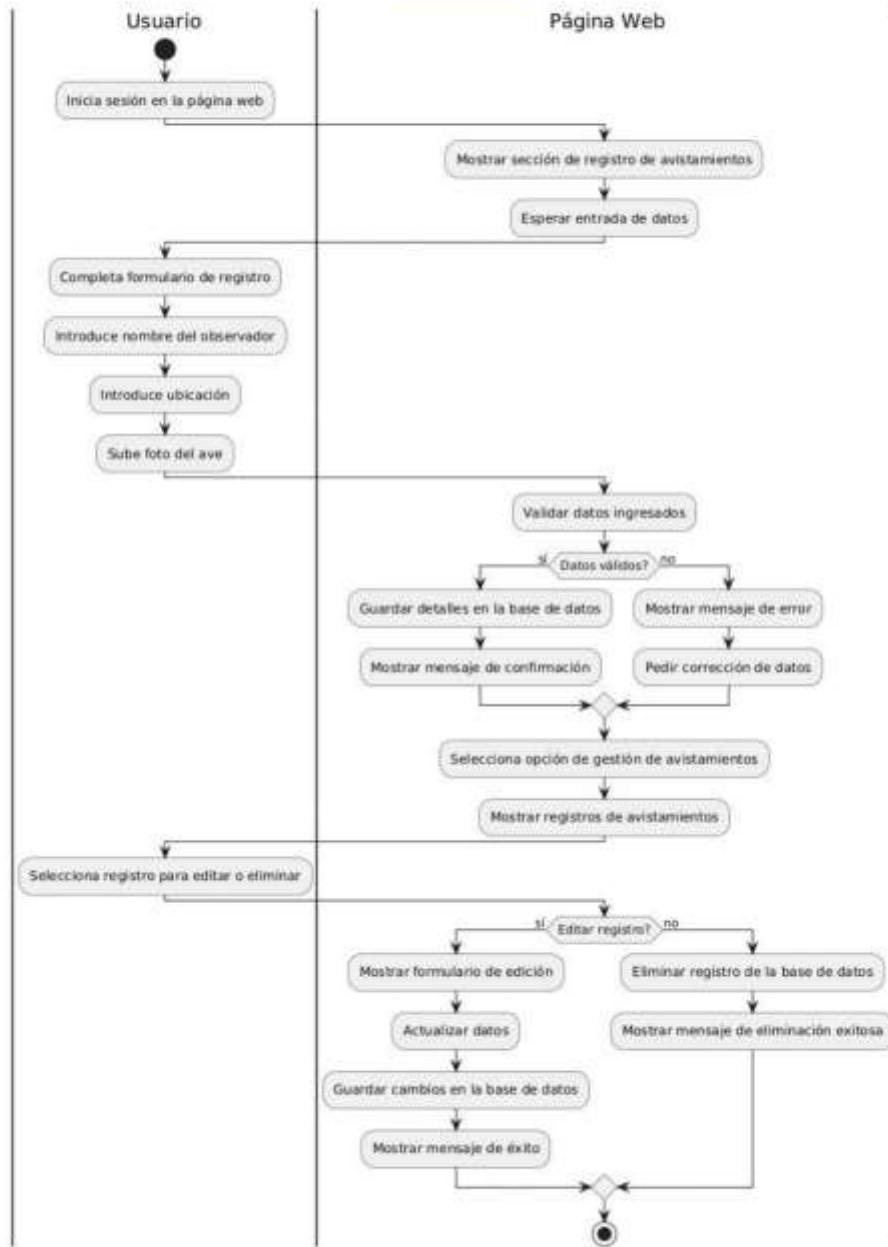 Usuario
Página Web
Inicia sesión en la página web
Mostrar sección de registro de avistamientos
Esperar entrada de datos
Completa formulario de registro
Introduce nombre del observador
Introduce ubicación
Sube foto del ave
Validar datos ingresados
sí
Datos válidos?
no
Guardar detalles en la base de datos
Mostrar mensaje de error
Mostrar mensaje de confirmación
Pedir corrección de datos
Selecciona opción de gestión de avistamientos
Mostrar registros de avistamientos
Selecciona registro para editar o eliminar
sí
Editar registro?
no
Mostrar formulario de edición
Eliminar registro de la base de datos
Actualizar datos
Mostrar mensaje de eliminación exitosa
Guardar cambios en la base de datos
Mostrar mensaje de éxito